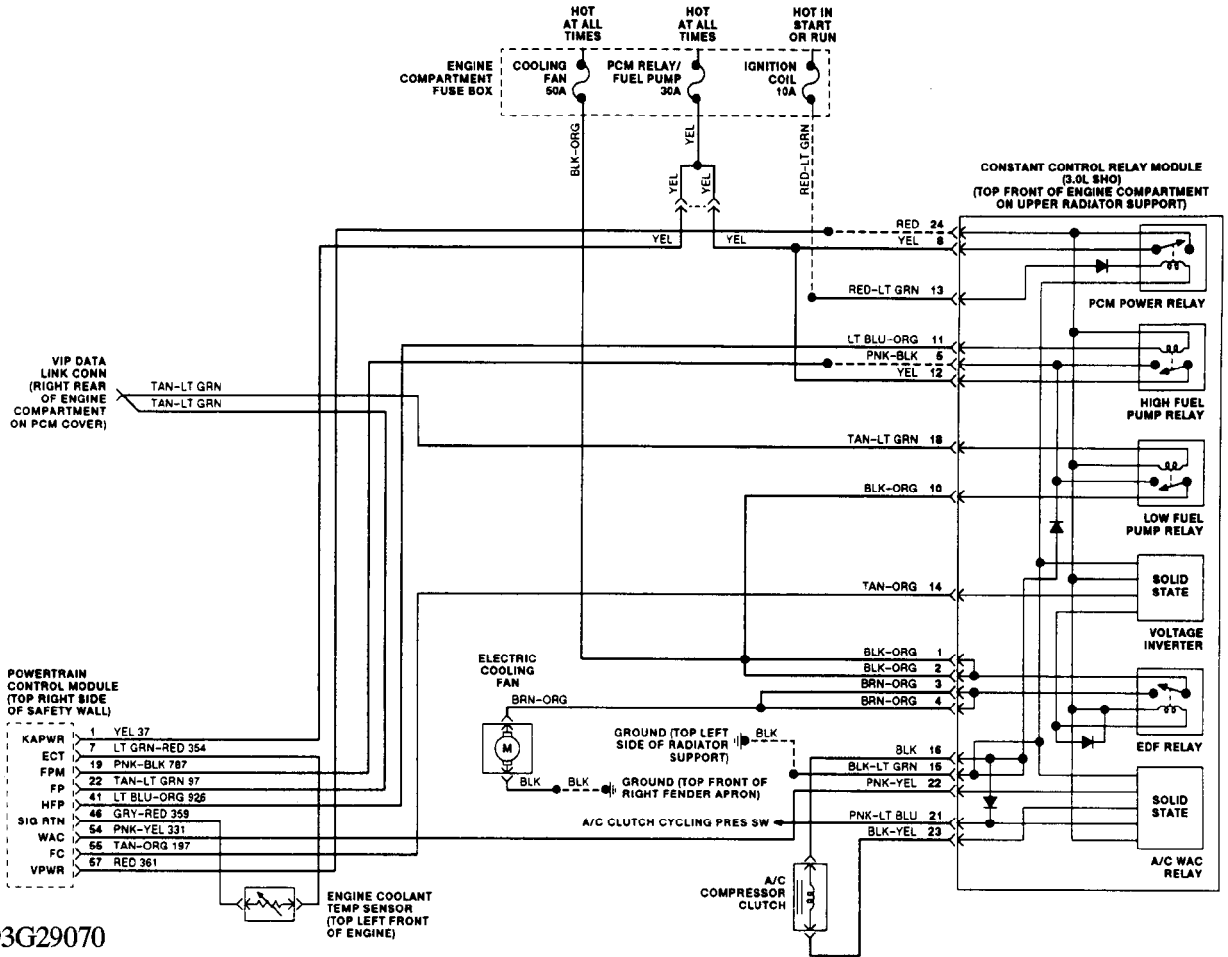 HOT
AT ALL
TIMES
HOT
AT ALL
TIMES
HOT IN
START
OR RUN
ENGINE
COMPARTMENT
FUSE BOX
COOLING
FAN
50A
PCM RELAY/
FUEL PUMP
30A
IGNITION
COIL
10A
BLK-ORG
YEL
RED-LT GRN
YEL
YEL
CONSTANT CONTROL RELAY MODULE
(3.0L SHO)
(TOP FRONT OF ENGINE COMPARTMENT
ON UPPER RADIATOR SUPPORT)
RED 24
YEL
YEL
YEL 8
RED-LT GRN 13
PCM POWER RELAY
LT BLU-ORG 11
PNK-BLK 5
YEL 12
HIGH FUEL
PUMP RELAY
VIP DATA
LINK CONN
(RIGHT REAR
OF ENGINE
COMPARTMENT
ON PCM COVER)
TAN-LT GRN
TAN-LT GRN
TAN-LT GRN 18
BLK-ORG 10
LOW FUEL
PUMP RELAY
TAN-ORG 14
SOLID
STATE
VOLTAGE
INVERTER
BLK-ORG 1
BLK-ORG 2
BRN-ORG 3
BRN-ORG 4
EDF RELAY
ELECTRIC
COOLING
FAN
BRN-ORG
M
BLK
BLK
GROUND (TOP LEFT
SIDE OF RADIATOR
SUPPORT)
BLK
GROUND (TOP FRONT OF
RIGHT FENDER APRON)
BLK 16
BLK-LT GRN 15
PNK-YEL 22
A/C CLUTCH CYCLING PRES SW
PNK-LT BLU 21
BLK-YEL 23
SOLID
STATE
A/C WAC
RELAY
A/C
COMPRESSOR
CLUTCH
POWERTRAIN
CONTROL MODULE
(TOP RIGHT SIDE
OF SAFETY WALL)
KAPWR 1 YEL 37
ECT 7 LT GRN-RED 354
FPM 19 PNK-BLK 787
FP 22 TAN-LT GRN 97
HFP 41 LT BLU-ORG 926
SIG RTN 46 GRY-RED 359
WAC 54 PNK-YEL 331
FC 55 TAN-ORG 197
VPWR 57 RED 361
ENGINE COOLANT
TEMP SENSOR
(TOP LEFT FRONT
OF ENGINE)
93G29070